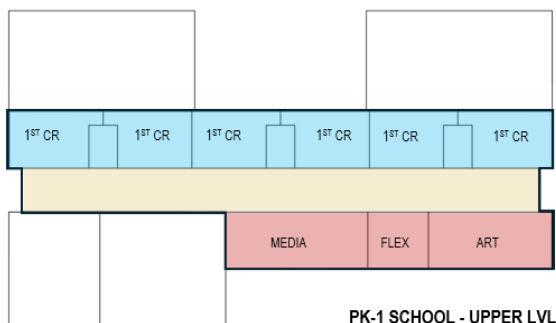 1ST CR 1ST CR 1ST CR 1ST CR 1ST CR 1ST CR
MEDIA FLEX ART
PK-1 SCHOOL - UPPER LVL